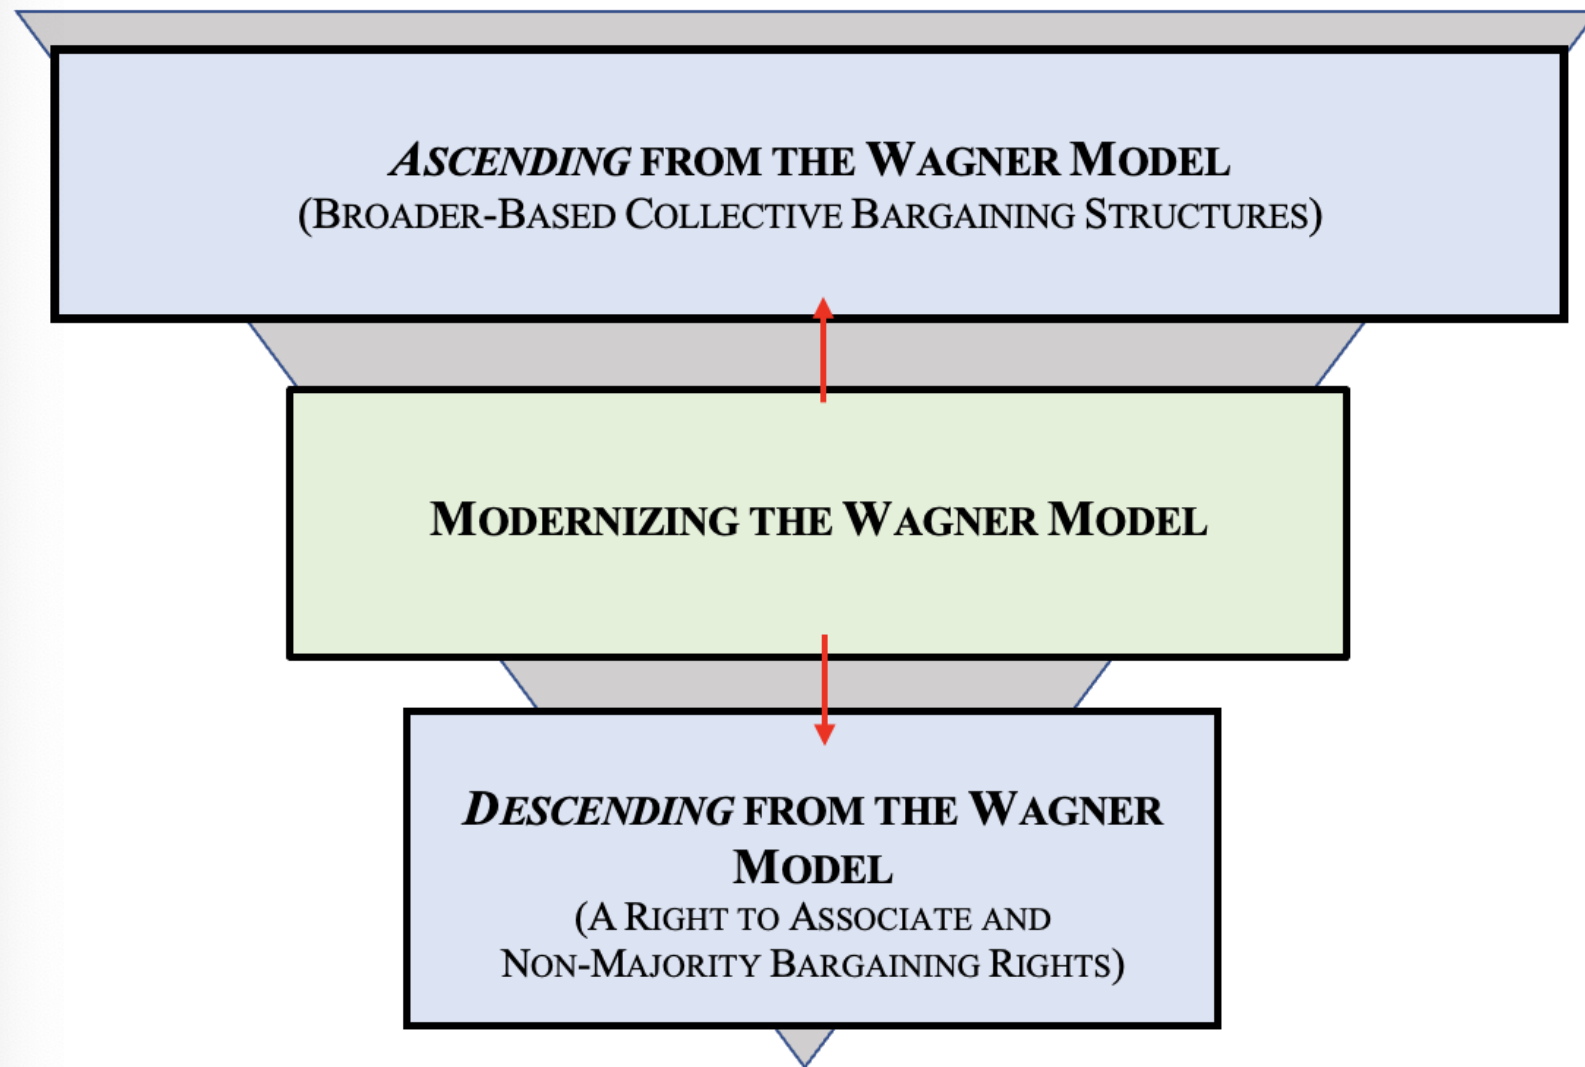 ASCENDING FROM THE WAGNER MODEL
(BROADER-BASED COLLECTIVE BARGAINING STRUCTURES)
MODERNIZING THE WAGNER MODEL
DESCENDING FROM THE WAGNER
MODEL
(A RIGHT TO ASSOCIATE AND
NON-MAJORITY BARGAINING RIGHTS)